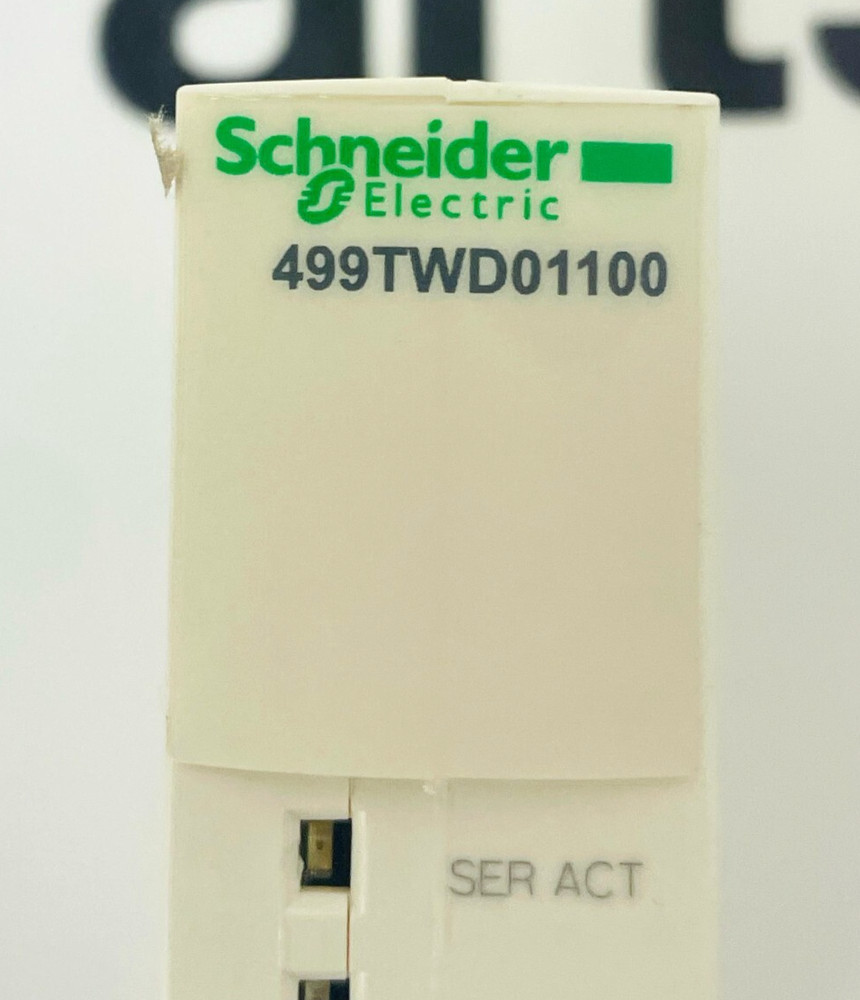 Schneider
Electric
499TWD01100
SER ACT